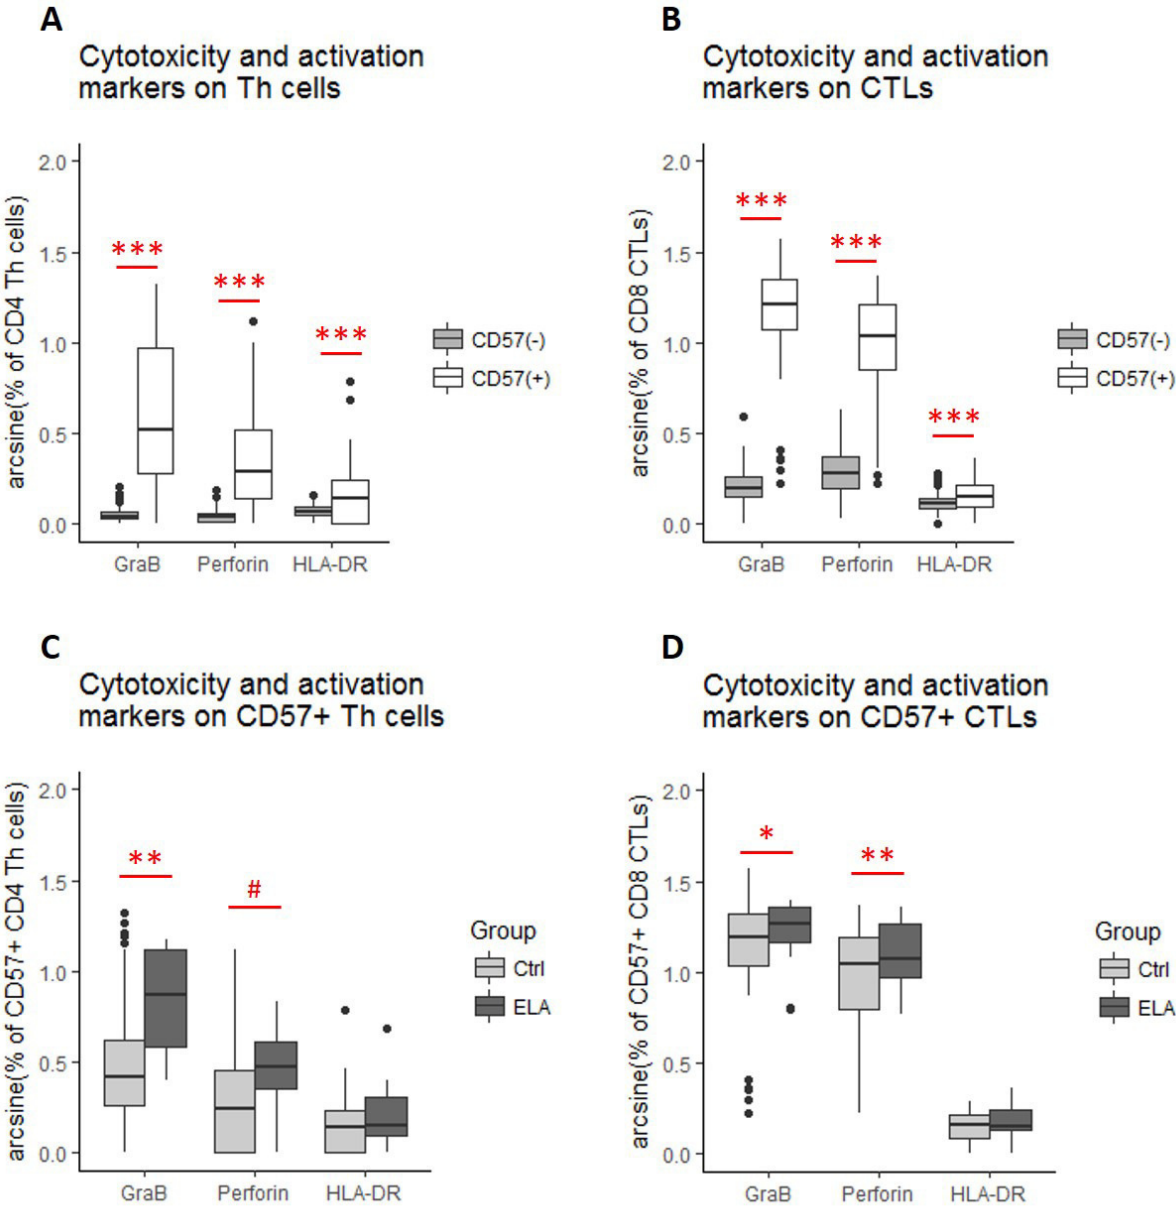 A
Cytotoxicity and activation
markers on Th cells
arcsine(% of CD4 Th cells)
2.0
1.5
1.0
0.5
0.0
***
***
***
GraB
Perforin
HLA-DR
CD57(-)
CD57(+)
B
Cytotoxicity and activation
markers on CTLs
arcsine(% of CD8 CTLs)
2.0
1.5
1.0
0.5
0.0
***
***
***
GraB
Perforin
HLA-DR
CD57(-)
CD57(+)
C
Cytotoxicity and activation
markers on CD57+ Th cells
arcsine(% of CD57+ CD4 Th cells)
2.0
1.5
1.0
0.5
0.0
**
#
GraB
Perforin
HLA-DR
Group
Ctrl
ELA
D
Cytotoxicity and activation
markers on CD57+ CTLs
arcsine(% of CD57+ CD8 CTLs)
2.0
1.5
1.0
0.5
0.0
*
**
GraB
Perforin
HLA-DR
Group
Ctrl
ELA